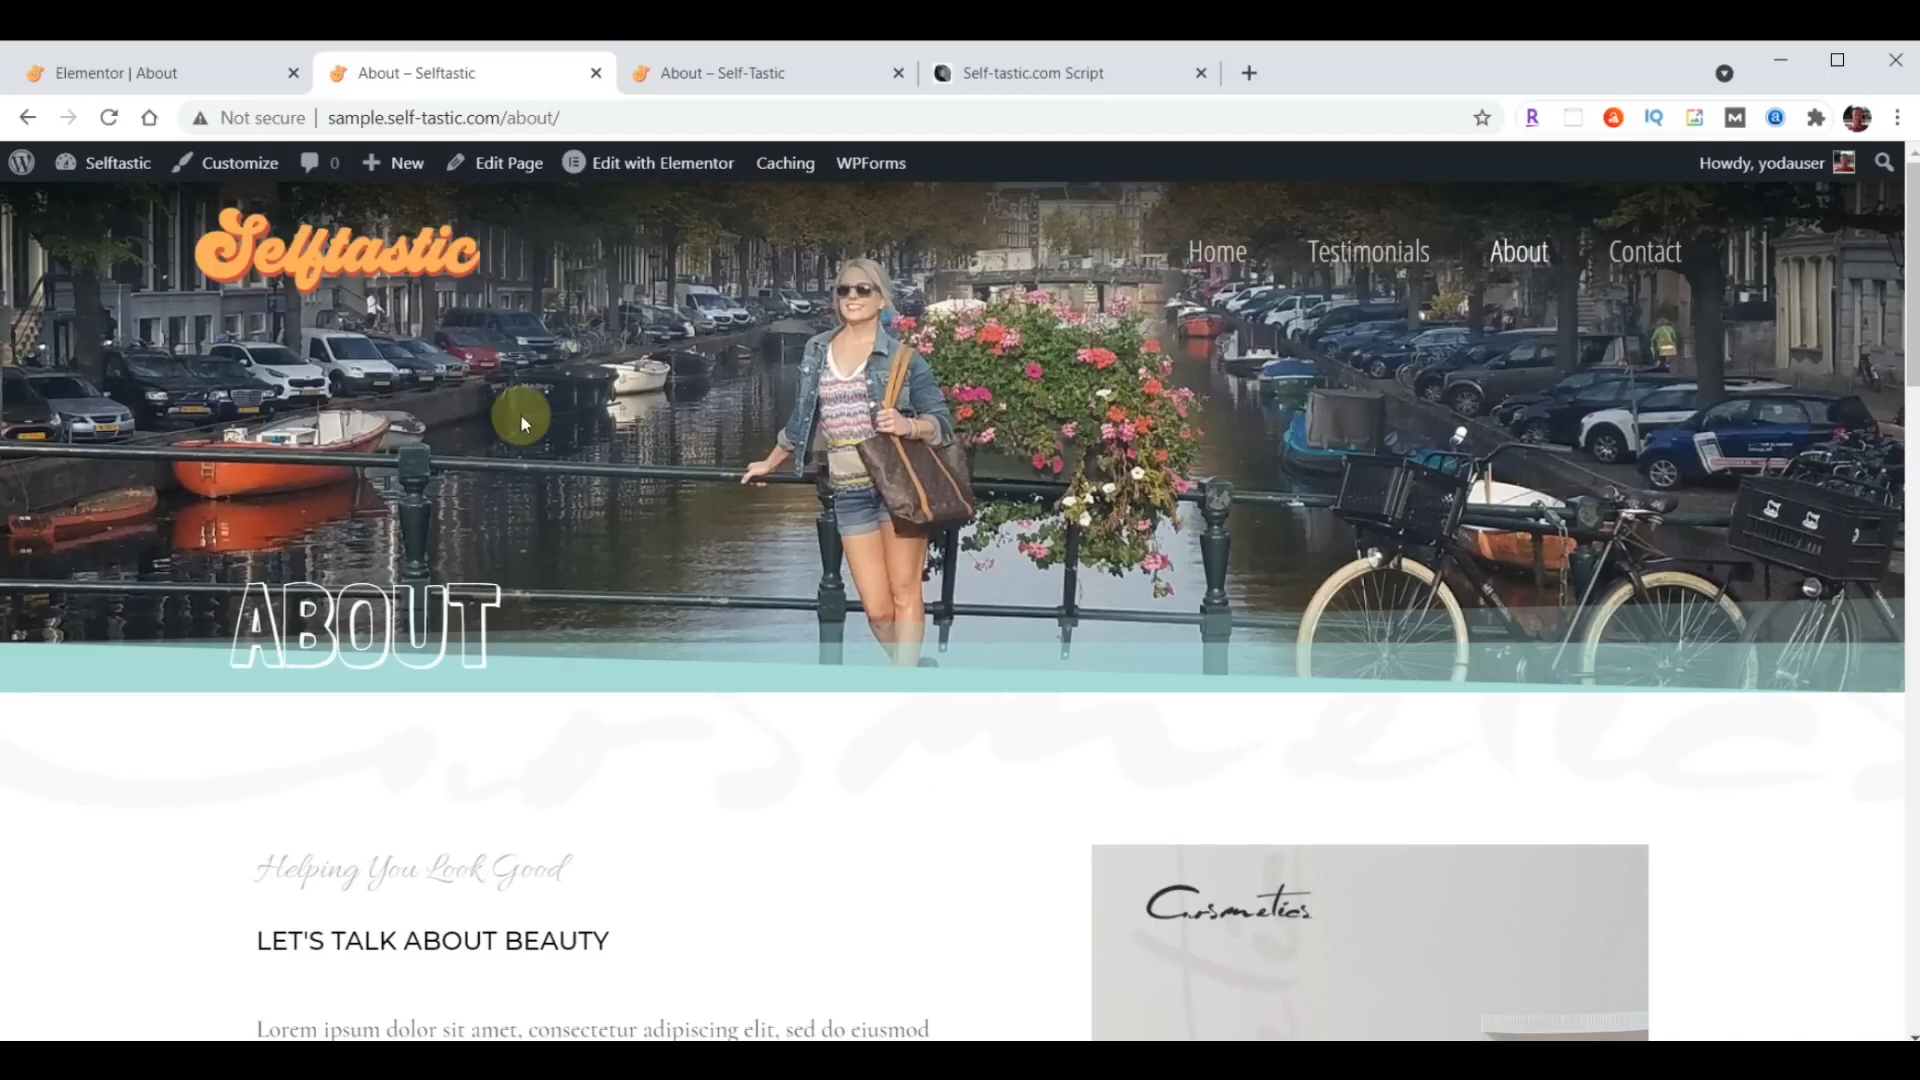 Elementor | About
About – Selftastic
About – Self-Tastic
Self-tastic.com Script
Not secure | sample.self-tastic.com/about/
Selftastic Customize 0 New Edit Page Edit with Elementor Caching WPForms Howdy, yodauser
Selftastic
Home Testimonials About Contact
ABOUT
Cosmetics
Helping You Look Good
Cosmetics
LET'S TALK ABOUT BEAUTY
Lorem ipsum dolor sit amet, consectetur adipiscing elit, sed do eiusmod